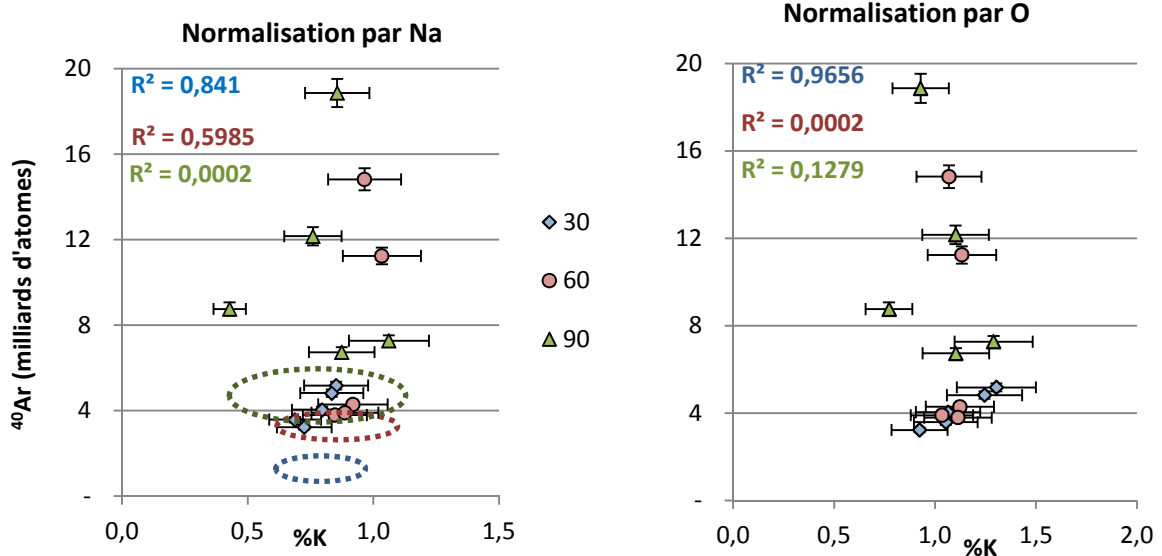 Normalisation par Na
R² = 0,841
R² = 0,5985
R² = 0,0002
⁴⁰Ar (milliards d'atomes)
20
16
12
8
4
-
0,0 0,5 1,0 1,5
%K
30
60
90
Normalisation par O
R² = 0,9656
R² = 0,0002
R² = 0,1279
20
16
12
8
4
-
0,0 0,5 1,0 1,5 2,0
%K